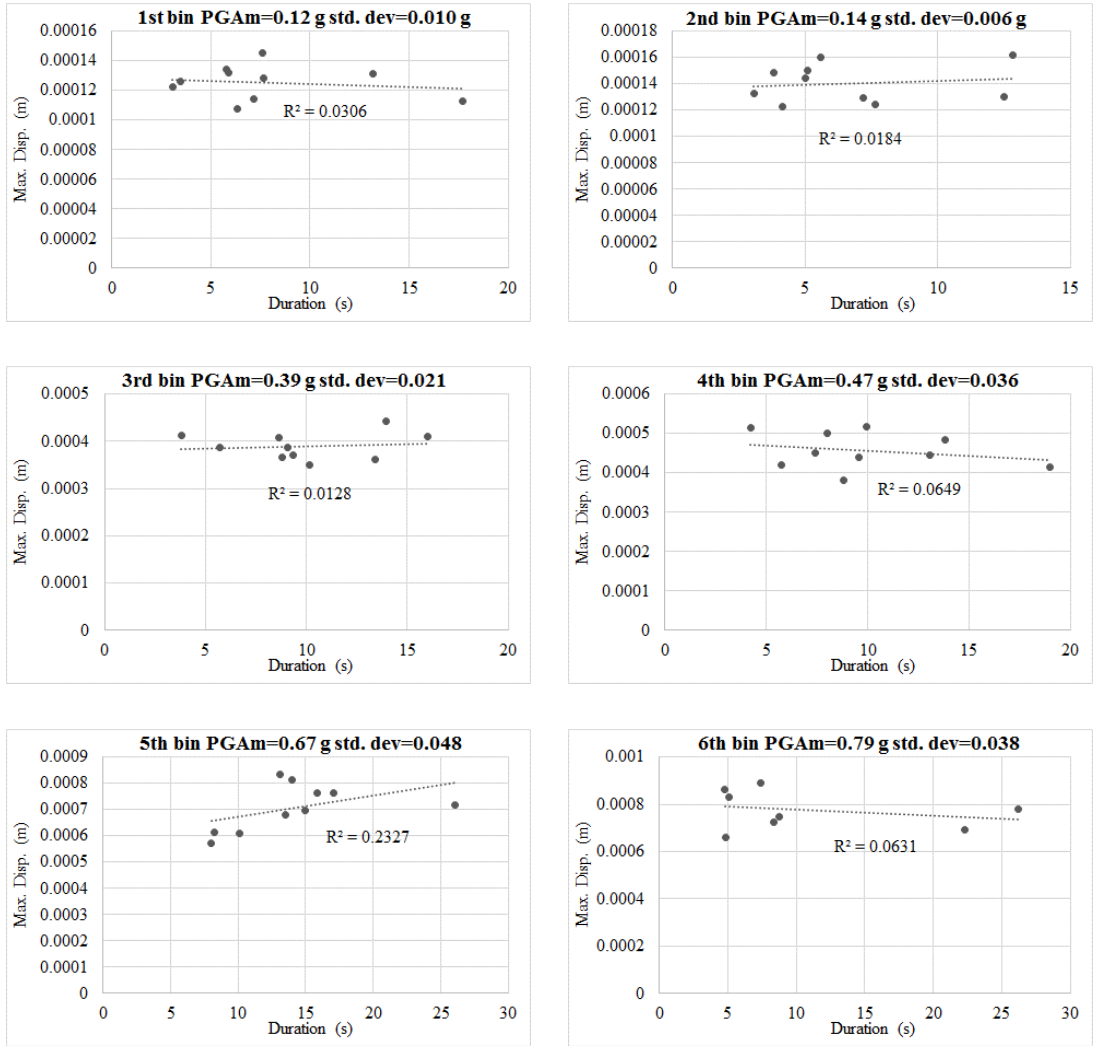 1st bin PGAm=0.12 g std. dev=0.010 g
0.00016
0.00014
0.00012
0.0001
0.00008
0.00006
0.00004
0.00002
0
Max. Disp. (m)
R² = 0.0306
0 5 10 15 20
Duration (s)
2nd bin PGAm=0.14 g std. dev=0.006 g
0.00018
0.00016
0.00014
0.00012
0.0001
0.00008
0.00006
0.00004
0.00002
0
Max. Disp. (m)
R² = 0.0184
0 5 10 15
Duration (s)
3rd bin PGAm=0.39 g std. dev=0.021
0.0005
0.0004
0.0003
0.0002
0.0001
0
Max. Disp. (m)
R² = 0.0128
0 5 10 15 20
Duration (s)
4th bin PGAm=0.47 g std. dev=0.036
0.0006
0.0005
0.0004
0.0003
0.0002
0.0001
0
Max. Disp. (m)
R² = 0.0649
0 5 10 15 20
Duration (s)
5th bin PGAm=0.67 g std. dev=0.048
0.0009
0.0008
0.0007
0.0006
0.0005
0.0004
0.0003
0.0002
0.0001
0
Max. Disp. (m)
R² = 0.2327
0 5 10 15 20 25 30
Duration (s)
6th bin PGAm=0.79 g std. dev=0.038
0.001
0.0008
0.0006
0.0004
0.0002
0
Max. Disp. (m)
R² = 0.0631
0 5 10 15 20 25 30
Duration (s)